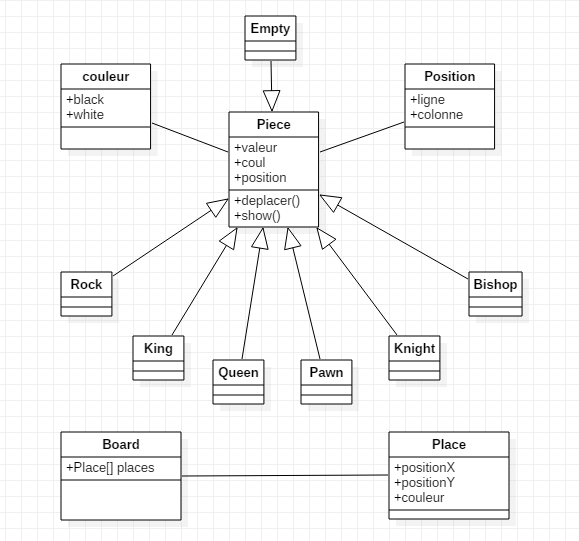 Empty
couleur
+black
+white
Position
+ligne
+colonne
Piece
+valeur
+coul
+position
+deplacer()
+show()
Rock
Bishop
King
Queen
Pawn
Knight
Board
+Place[] places
Place
+positionX
+positionY
+couleur